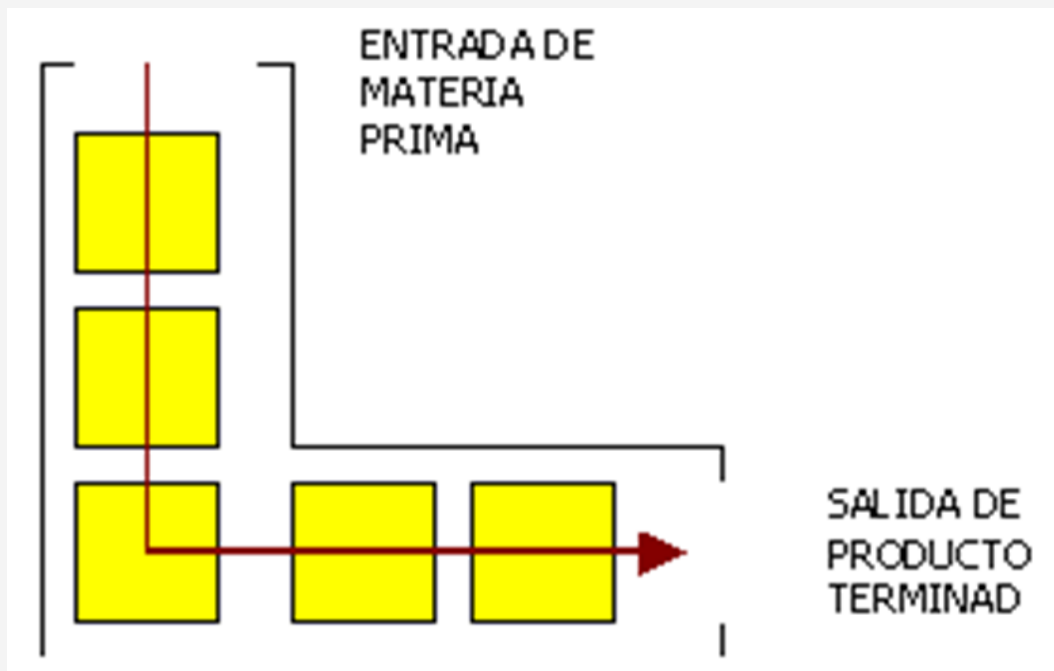 ENTRADA DE
MATERIA
PRIMA
SALIDA DE
PRODUCTO
TERMINAD